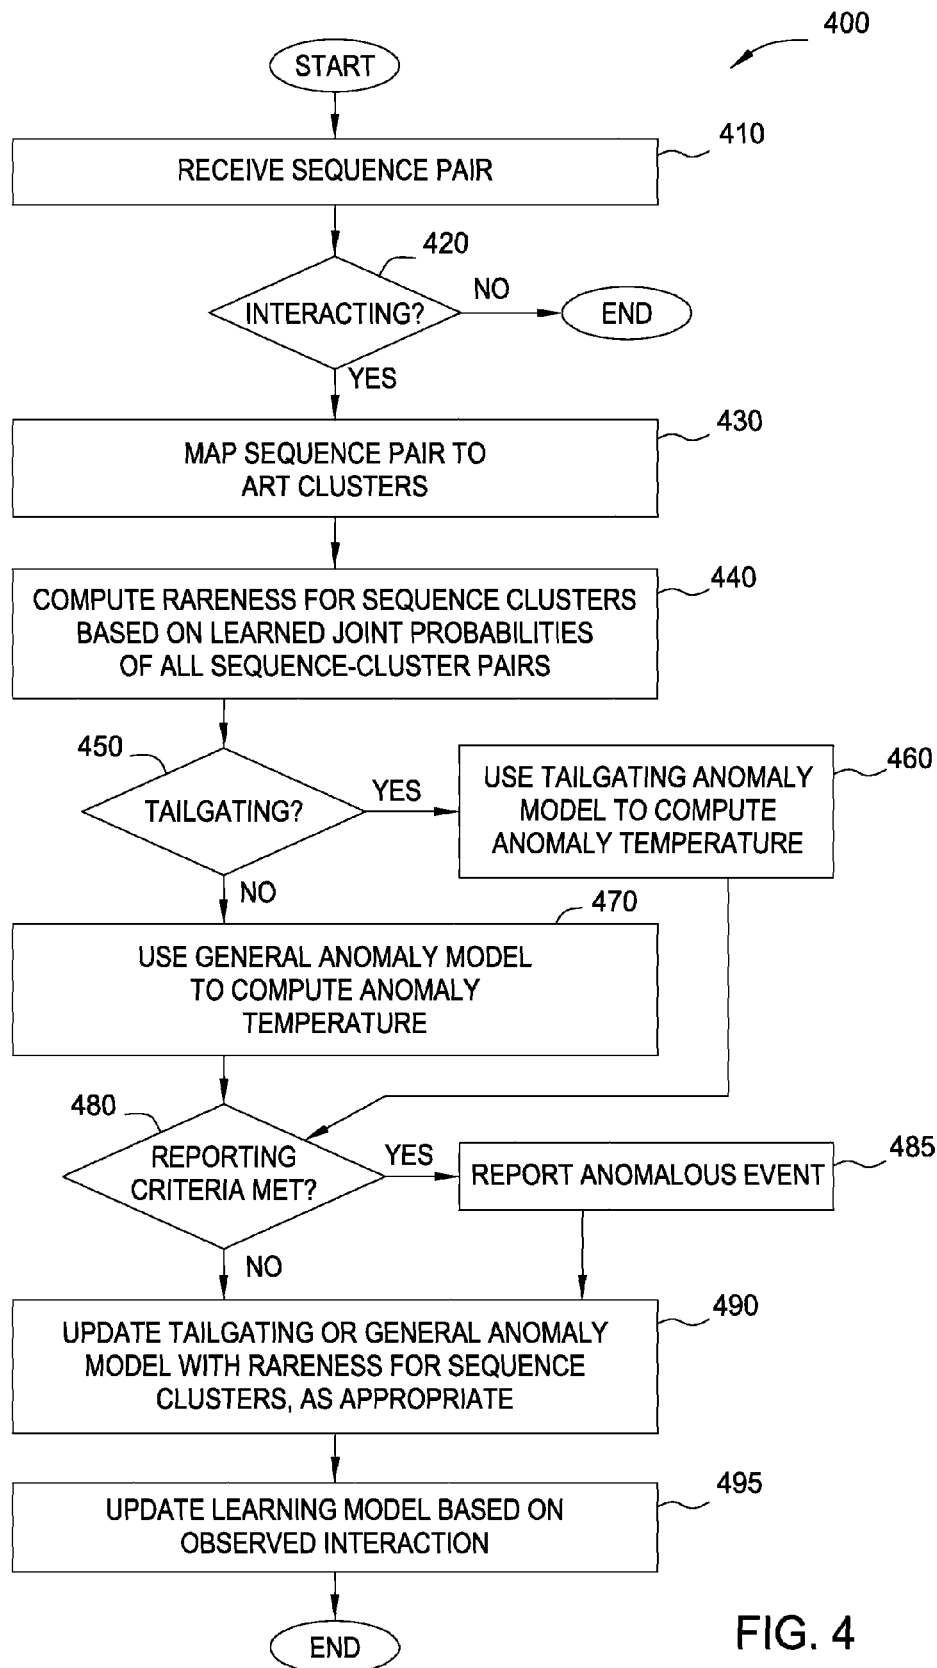 400
START
410
RECEIVE SEQUENCE PAIR
420
INTERACTING?
NO
END
YES
430
MAP SEQUENCE PAIR TO
ART CLUSTERS
440
COMPUTE RARENESS FOR SEQUENCE CLUSTERS
BASED ON LEARNED JOINT PROBABILITIES
OF ALL SEQUENCE-CLUSTER PAIRS
450
TAILGATING?
YES
460
USE TAILGATING ANOMALY
MODEL TO COMPUTE
ANOMALY TEMPERATURE
NO
470
USE GENERAL ANOMALY MODEL
TO COMPUTE ANOMALY
TEMPERATURE
480
REPORTING
CRITERIA MET?
YES
485
REPORT ANOMALOUS EVENT
NO
490
UPDATE TAILGATING OR GENERAL ANOMALY
MODEL WITH RARENESS FOR SEQUENCE
CLUSTERS, AS APPROPRIATE
495
UPDATE LEARNING MODEL BASED ON
OBSERVED INTERACTION
END
FIG. 4